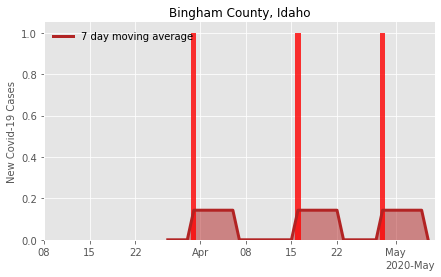 Bingham County, Idaho
7 day moving average
New Covid-19 Cases
1.0
0.8
0.6
0.4
0.2
0.0
08 15 22 Apr 08 15 22 May
2020-May